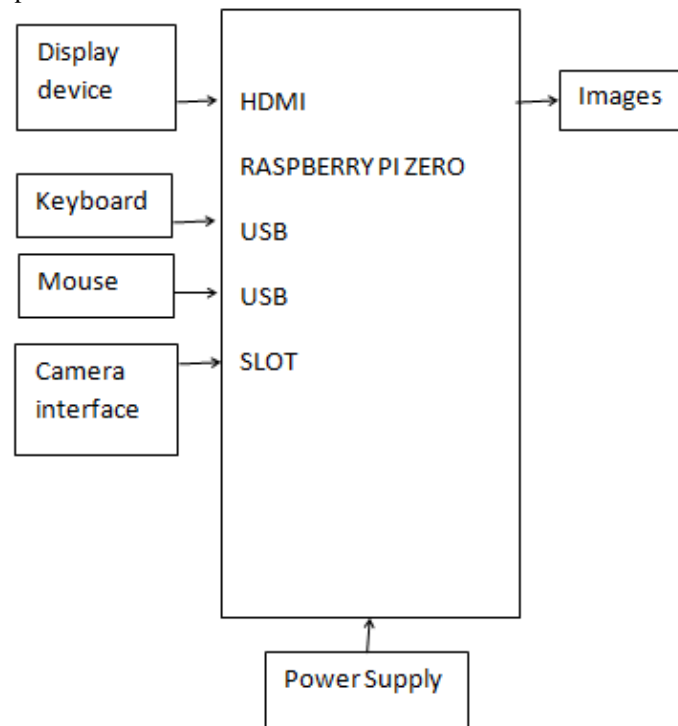 Display
device
HDMI
Images
RASPBERRY PI ZERO
Keyboard
USB
Mouse
USB
Camera
interface
SLOT
Power Supply